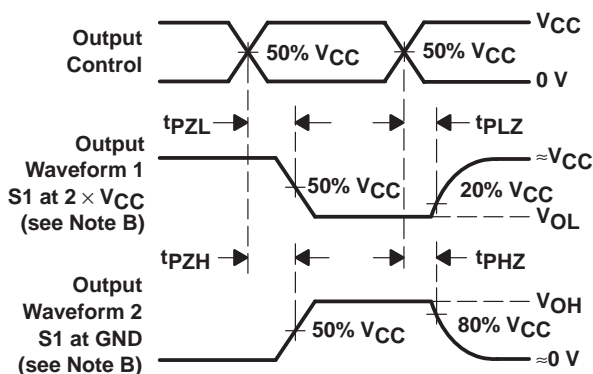 Output
Control
50% VCC
50% VCC
VCC
0 V
tPZL
tPLZ
Output
Waveform 1
S1 at 2 × VCC
(see Note B)
50% VCC
20% VCC
≈VCC
VOL
tPZH
tPHZ
Output
Waveform 2
S1 at GND
(see Note B)
50% VCC
80% VCC
VOH
≈0 V